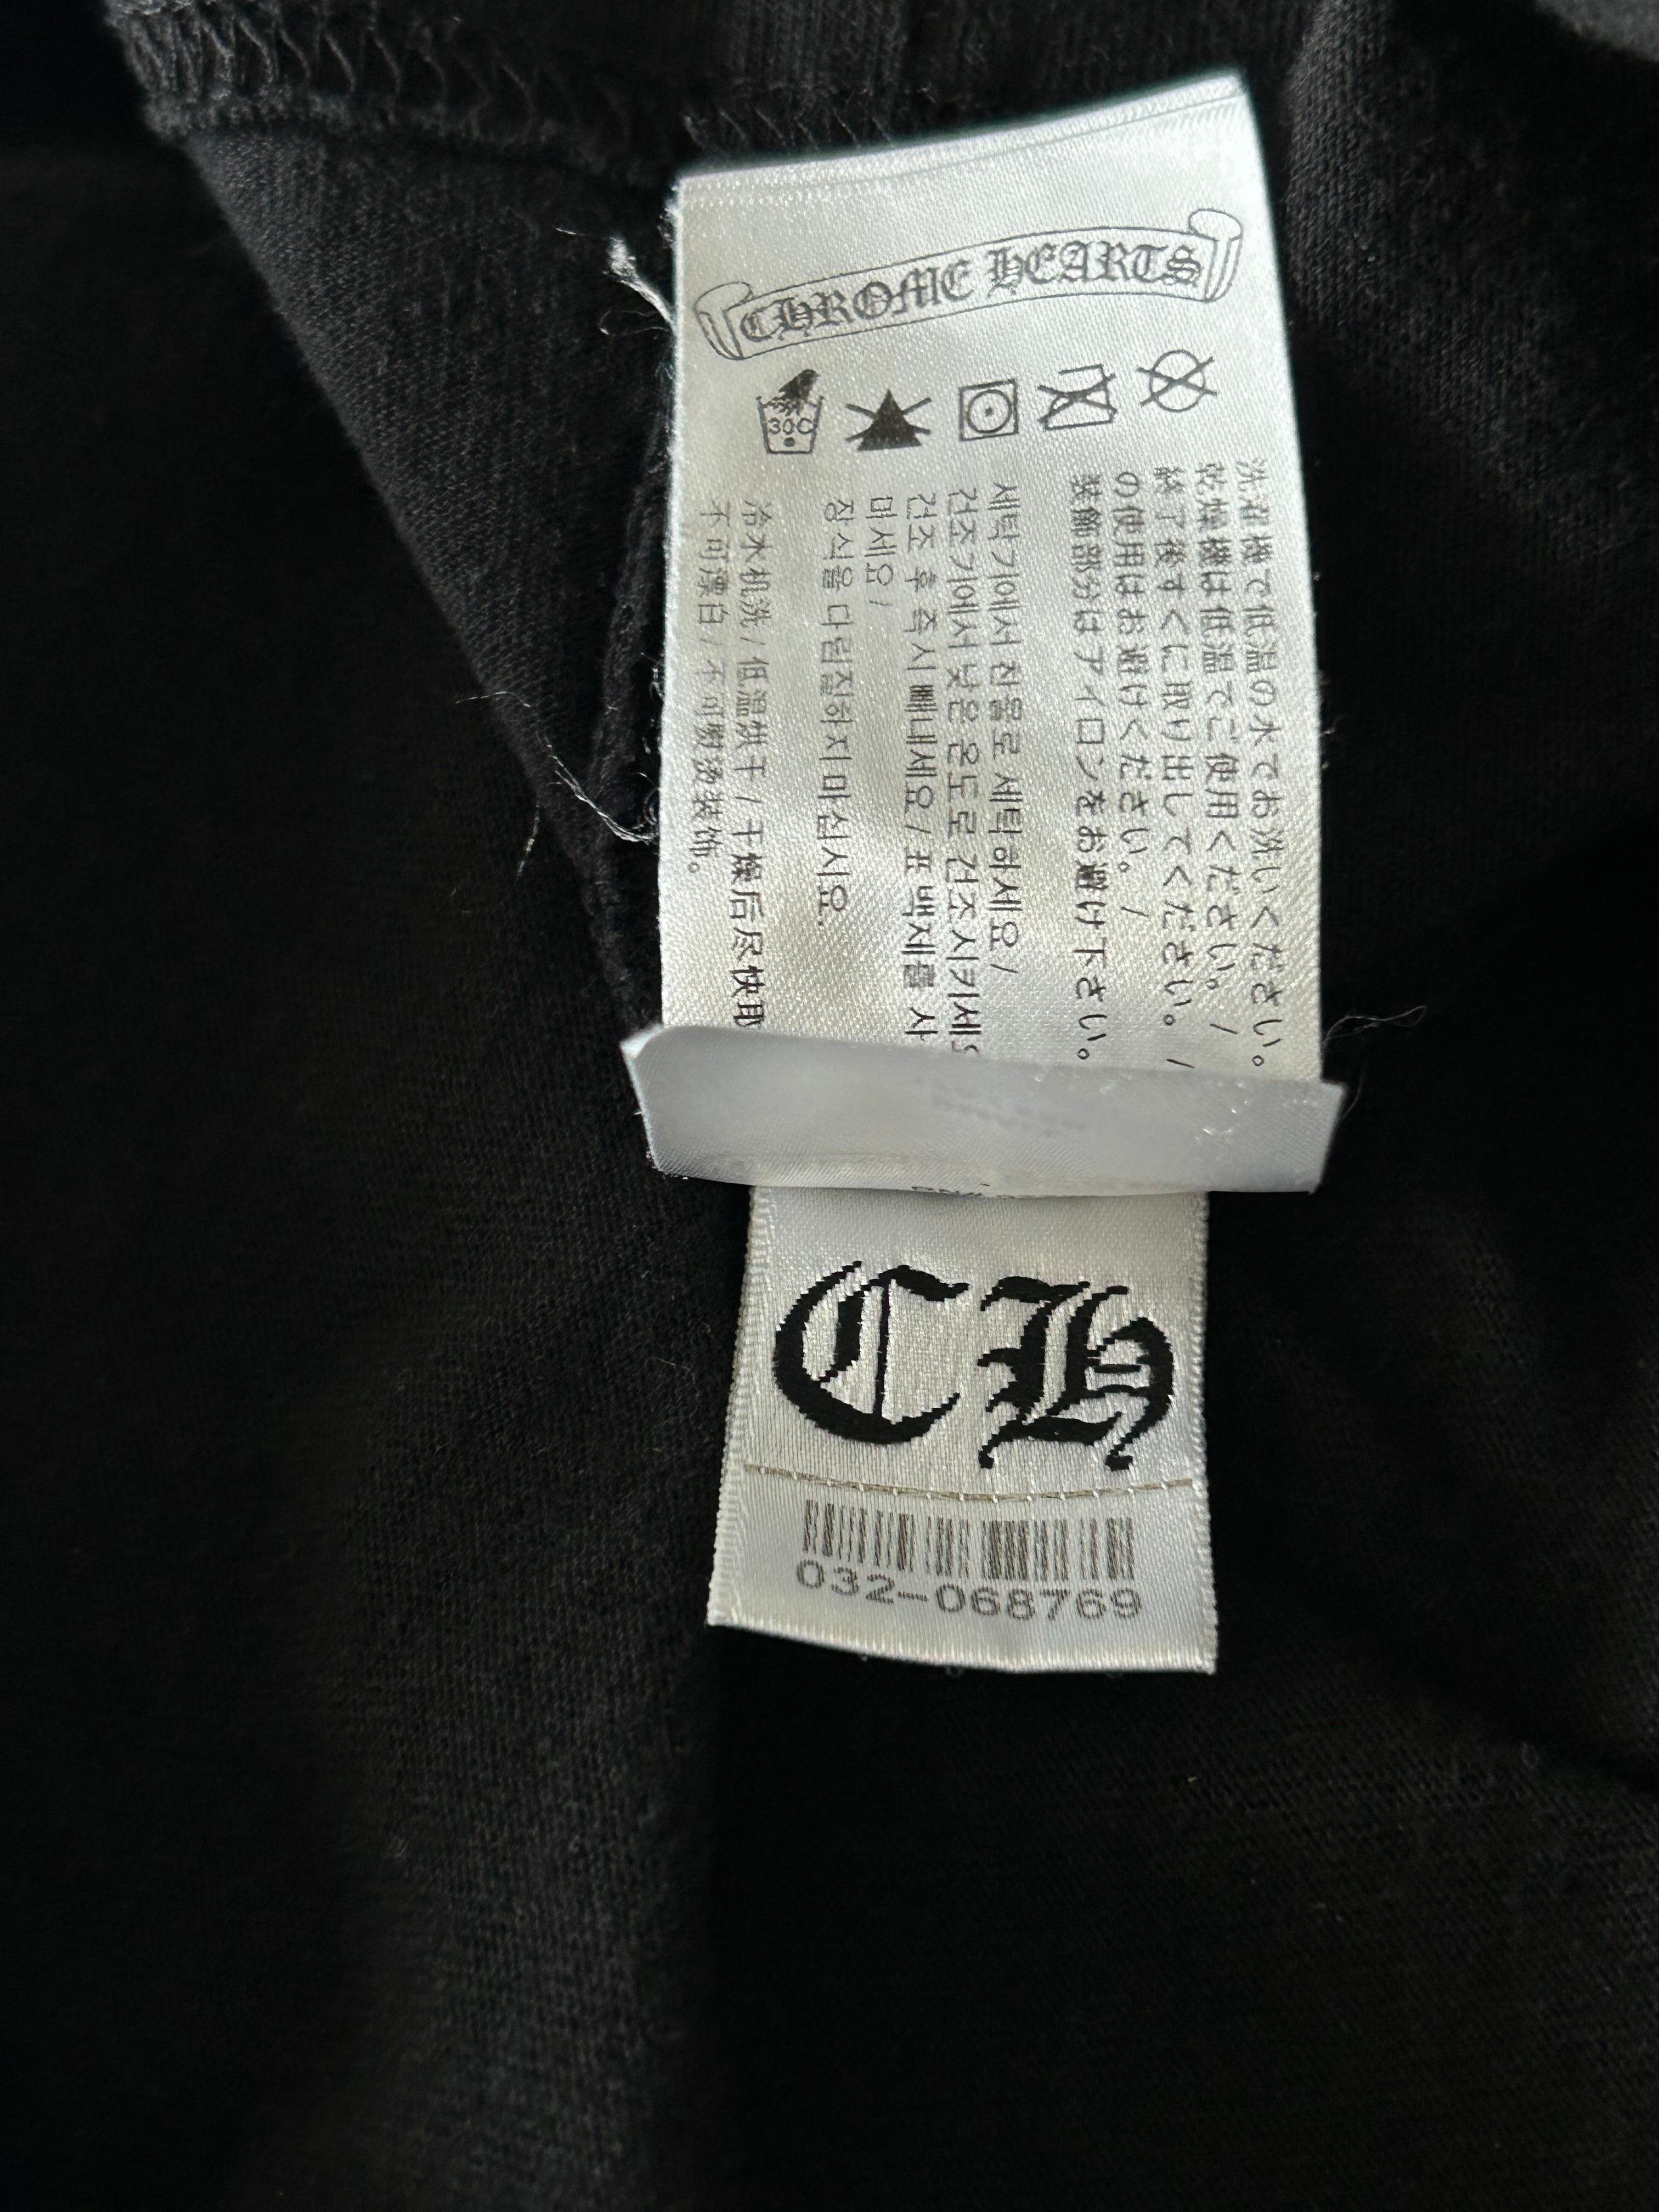 CHROME HEARTS
30C
洗濯機で低温の水でお洗いください。
乾燥機は低温でご使用ください。 /
終了後すぐに取り出してください。 /
の使用はお避けください。 /
装飾部分はアイロンをお避け下さい。
세탁기에서 찬물로 세탁하세요 /
건조기에서 낮은 온도로 건조시키세요
건조 후 즉시 빼내세요 / 표백제를 사
마세요 /
장식을 다림질하지 마십시요.
冷水机洗 / 低温烘干 / 干燥后尽快取
不可漂白 / 不可熨烫装饰。
CH
032-068769